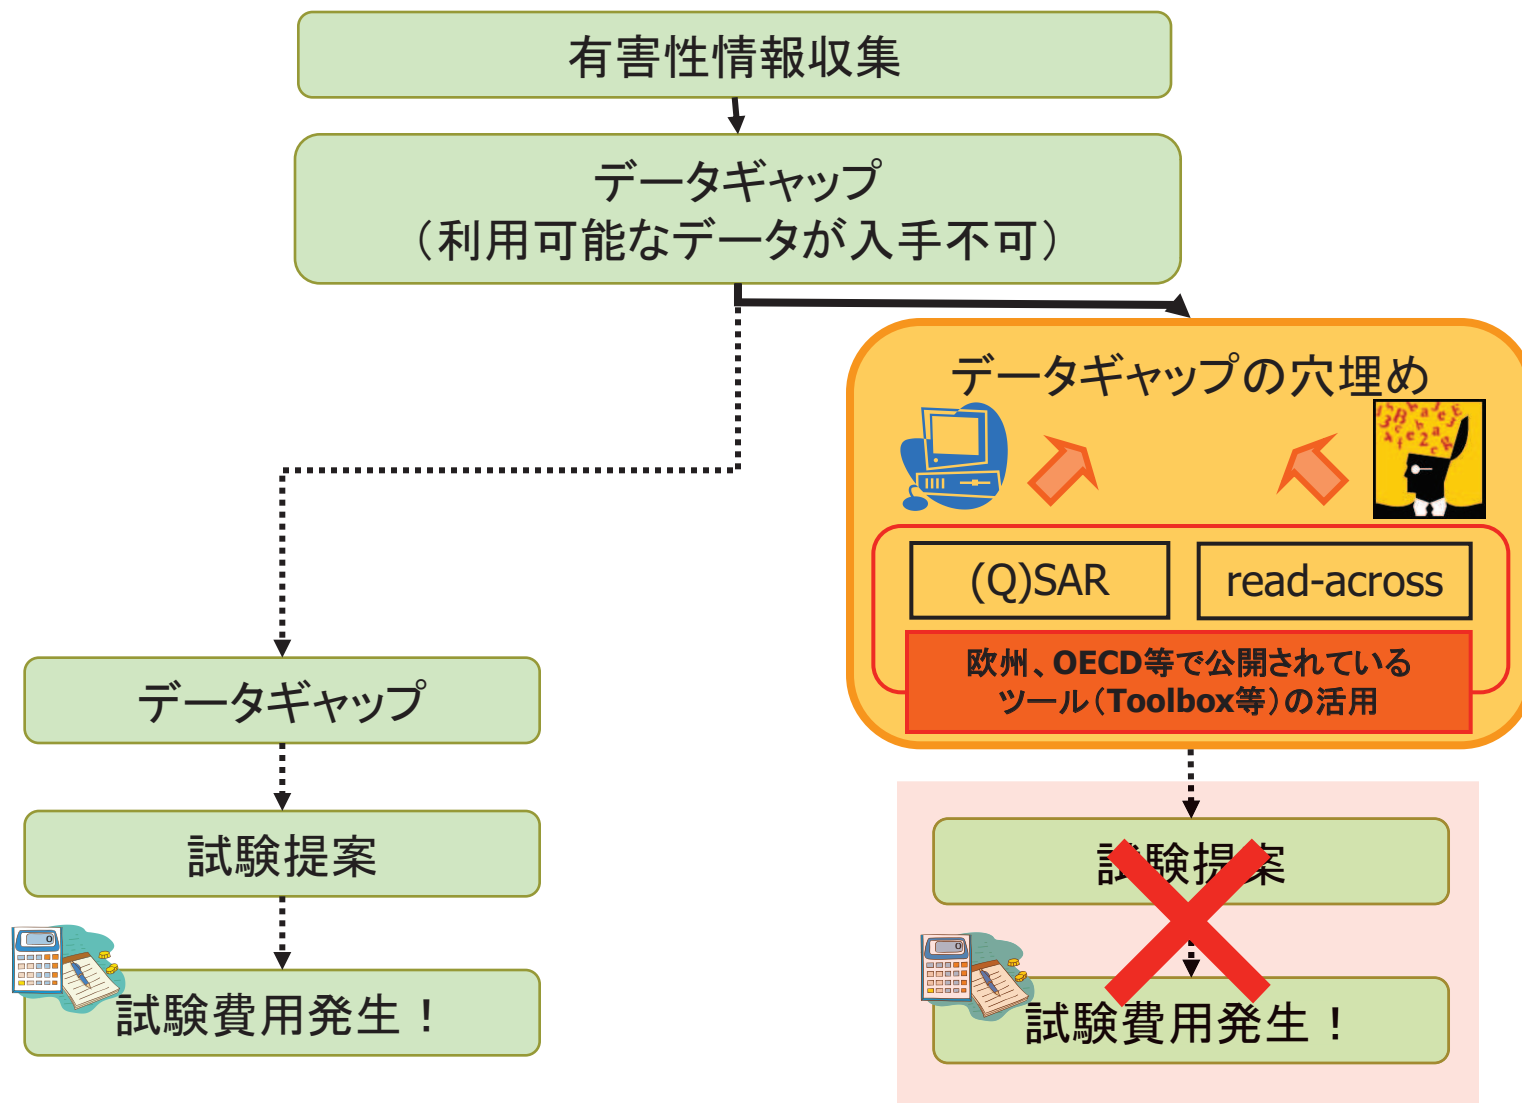 有害性情報収集
データギャップ
（利用可能なデータが入手不可）
データギャップの穴埋め
(Q)SAR
read-across
欧州、OECD等で公開されている
ツール（Toolbox等）の活用
データギャップ
試験提案
試験費用発生！
試験提案
試験費用発生！